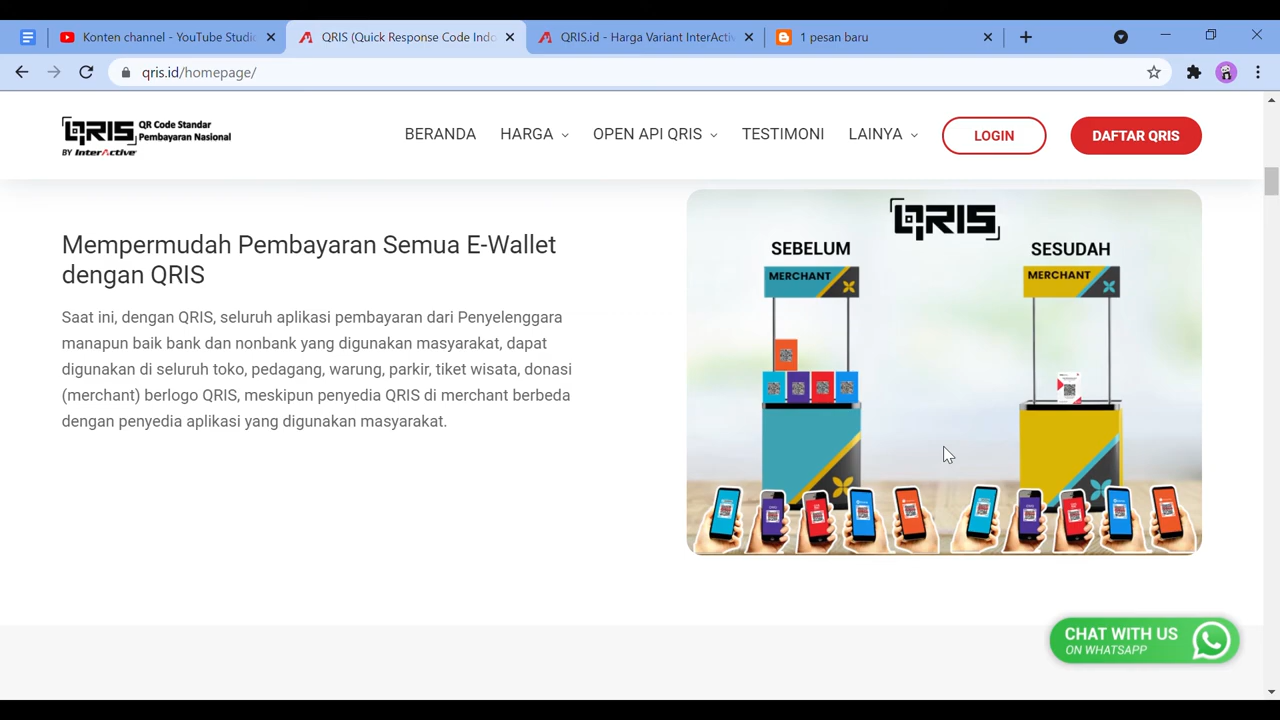 Konten channel - YouTube Studio
QRIS (Quick Response Code Indo
QRIS.id - Harga Variant InterActiv
1 pesan baru
qris.id/homepage/
QRIS QR Code Standar
Pembayaran Nasional
BY InterActive
BERANDA
HARGA
OPEN API QRIS
TESTIMONI
LAINYA
LOGIN
DAFTAR QRIS
Mempermudah Pembayaran Semua E-Wallet
dengan QRIS
Saat ini, dengan QRIS, seluruh aplikasi pembayaran dari Penyelenggara
manapun baik bank dan nonbank yang digunakan masyarakat, dapat
digunakan di seluruh toko, pedagang, warung, parkir, tiket wisata, donasi
(merchant) berlogo QRIS, meskipun penyedia QRIS di merchant berbeda
dengan penyedia aplikasi yang digunakan masyarakat.
QRIS
SEBELUM
SESUDAH
MERCHANT
MERCHANT
CHAT WITH US
ON WHATSAPP